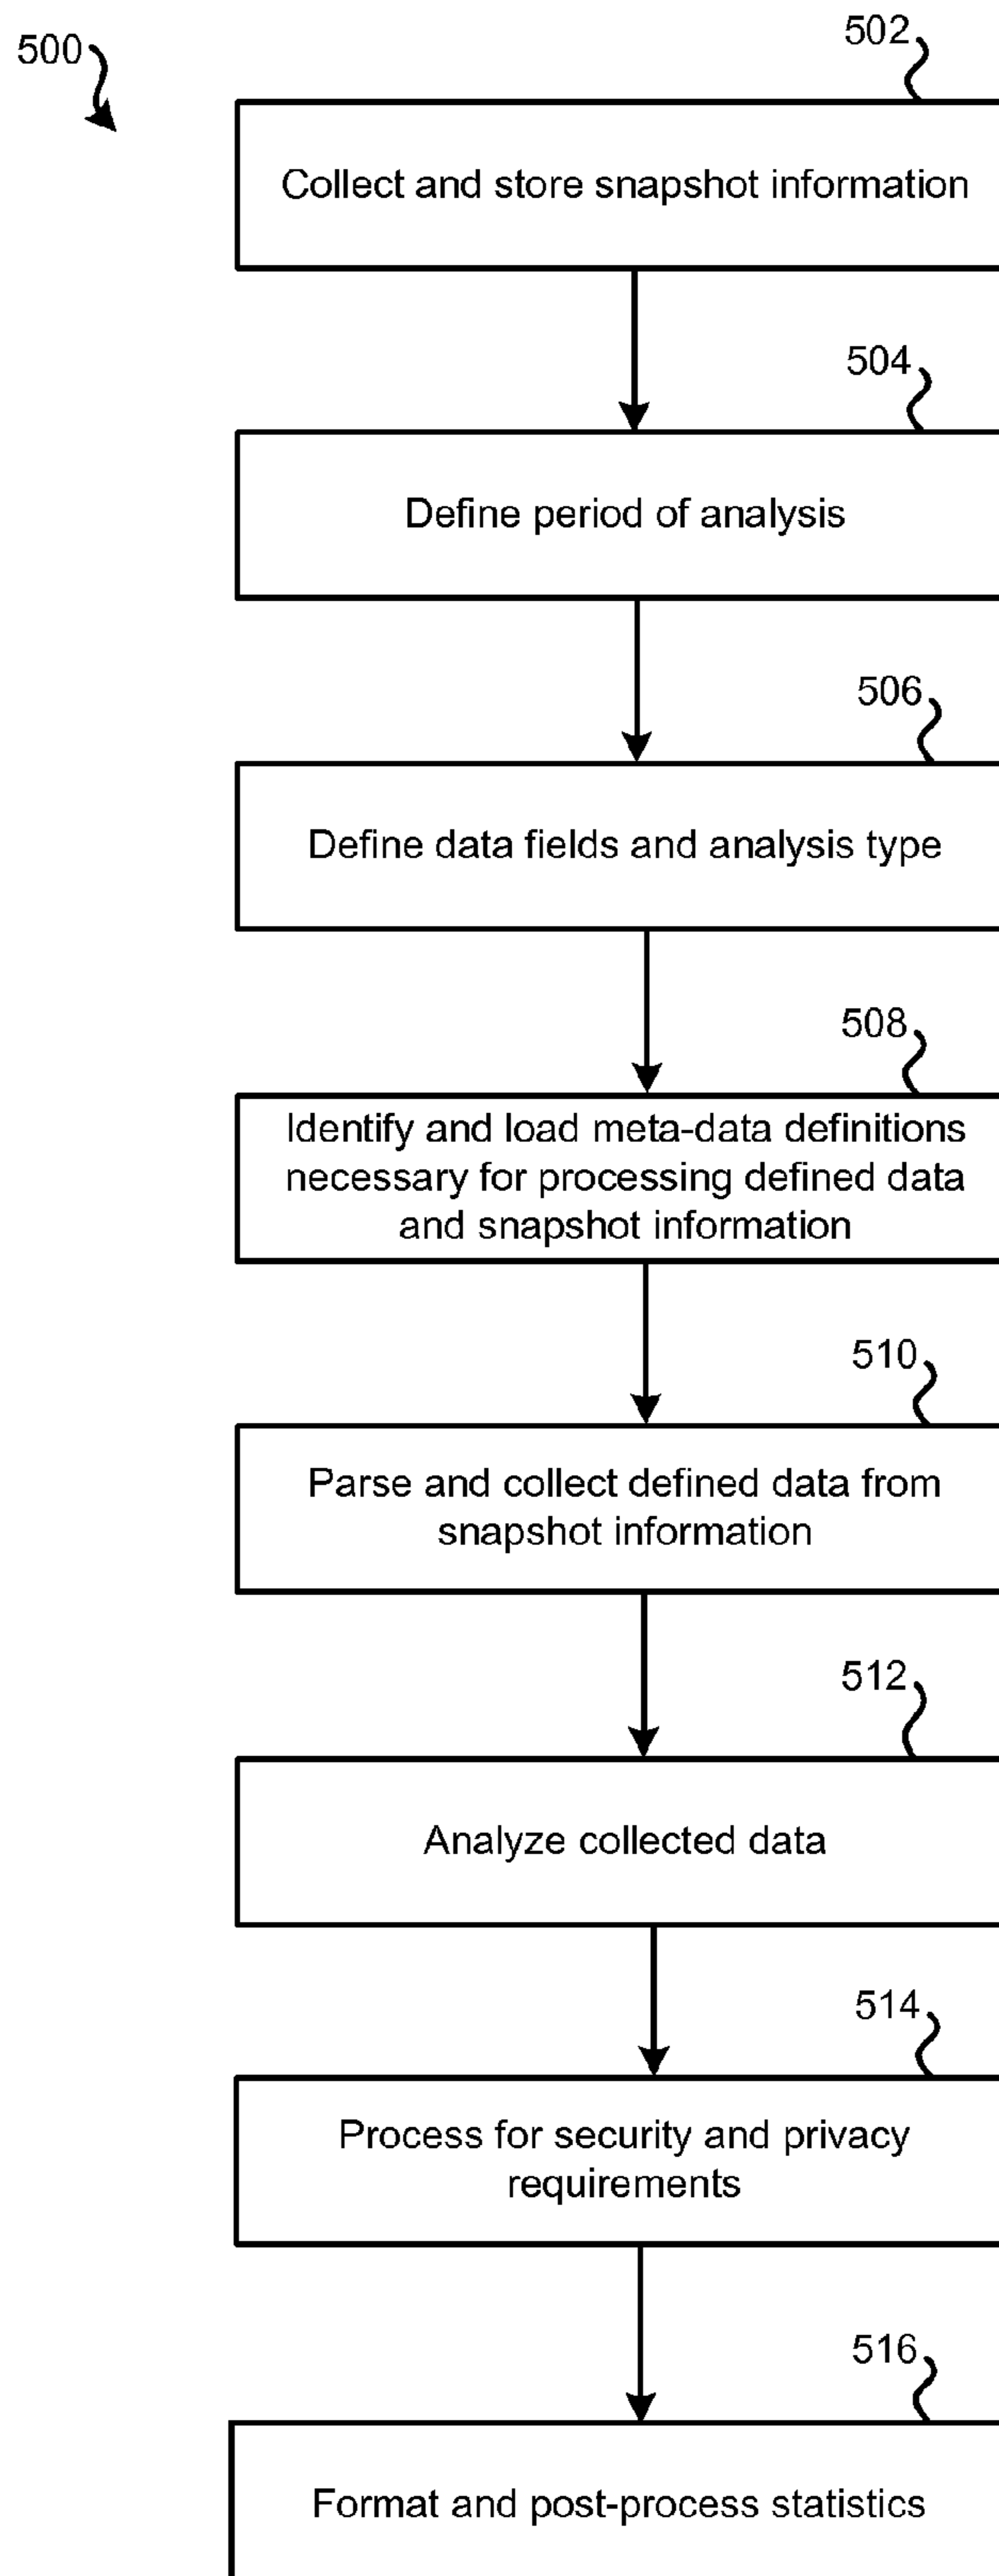 500
502
Collect and store snapshot information
504
Define period of analysis
506
Define data fields and analysis type
508
Identify and load meta-data definitions
necessary for processing defined data
and snapshot information
510
Parse and collect defined data from
snapshot information
512
Analyze collected data
514
Process for security and privacy
requirements
516
Format and post-process statistics